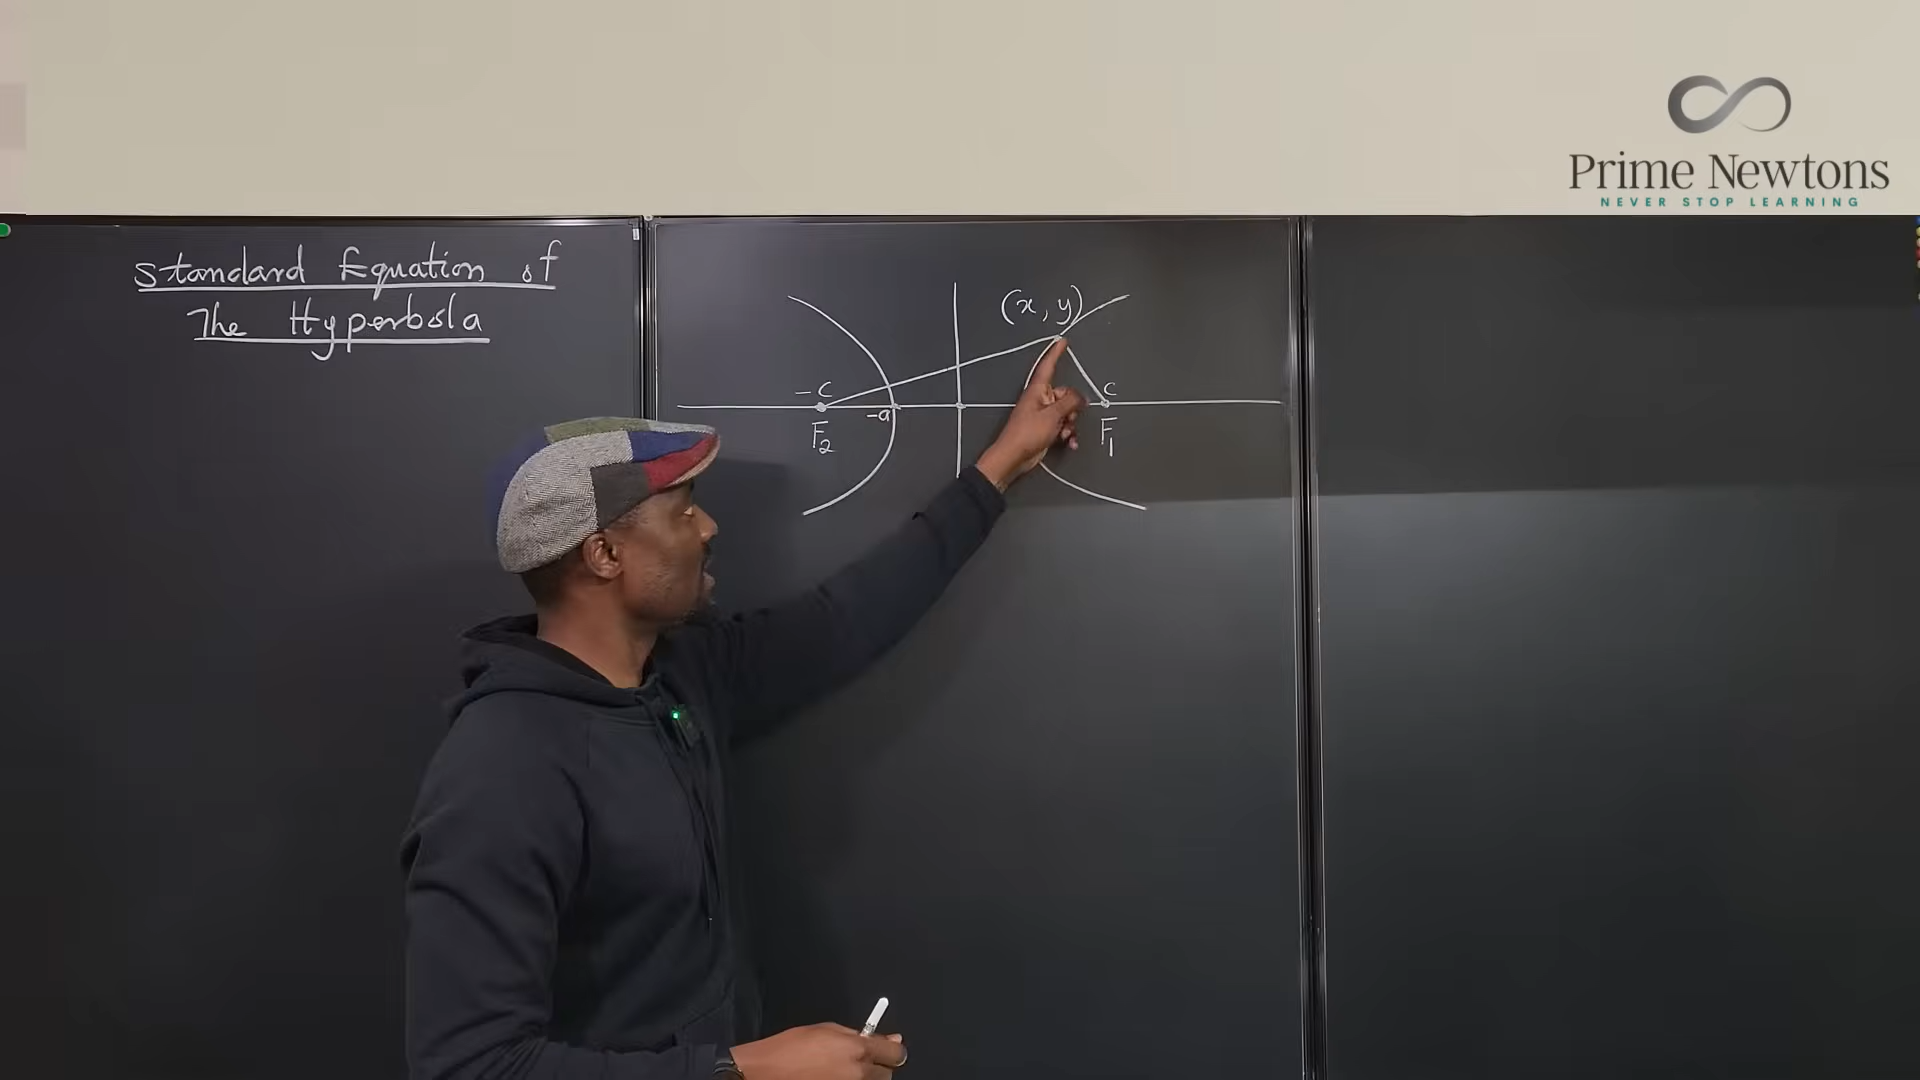 Prime Newtons
NEVER STOP LEARNING
Standard Equation of
The Hyperbola
(x, y)
-c
c
-a
F₂
F₁